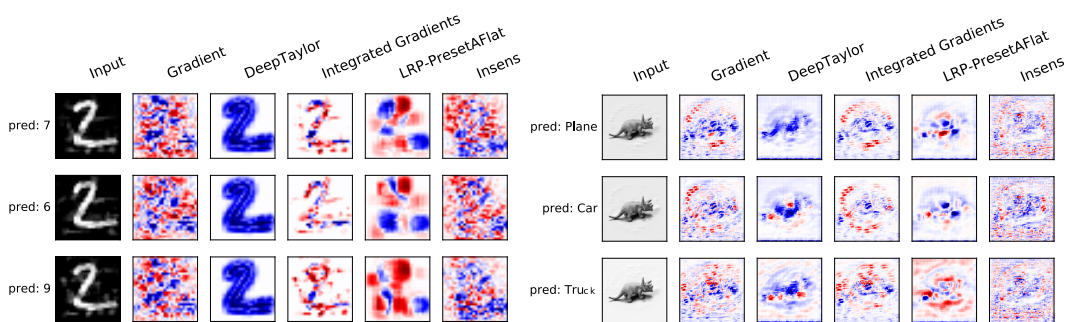 Input Gradient DeepTaylor Integrated Gradients LRP-PresetAFlat Insens
pred: 7
pred: 6
pred: 9
Input Gradient DeepTaylor Integrated Gradients LRP-PresetAFlat Insens
pred: Plane
pred: Car
pred: Truck